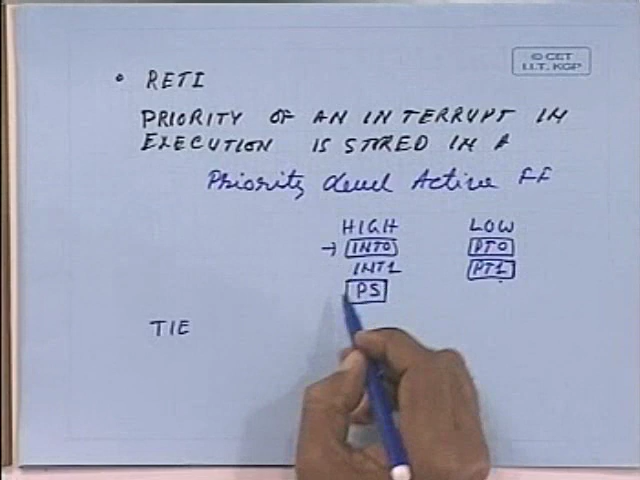 © CET
I.I.T. KGP
• RETI
PRIORITY OF AN INTERRUPT IN
EXECUTION IS STORED IN A
Priority Level Active FF
HIGH LOW
→ INT0 PT0
INT1 PT1
PS
TIE